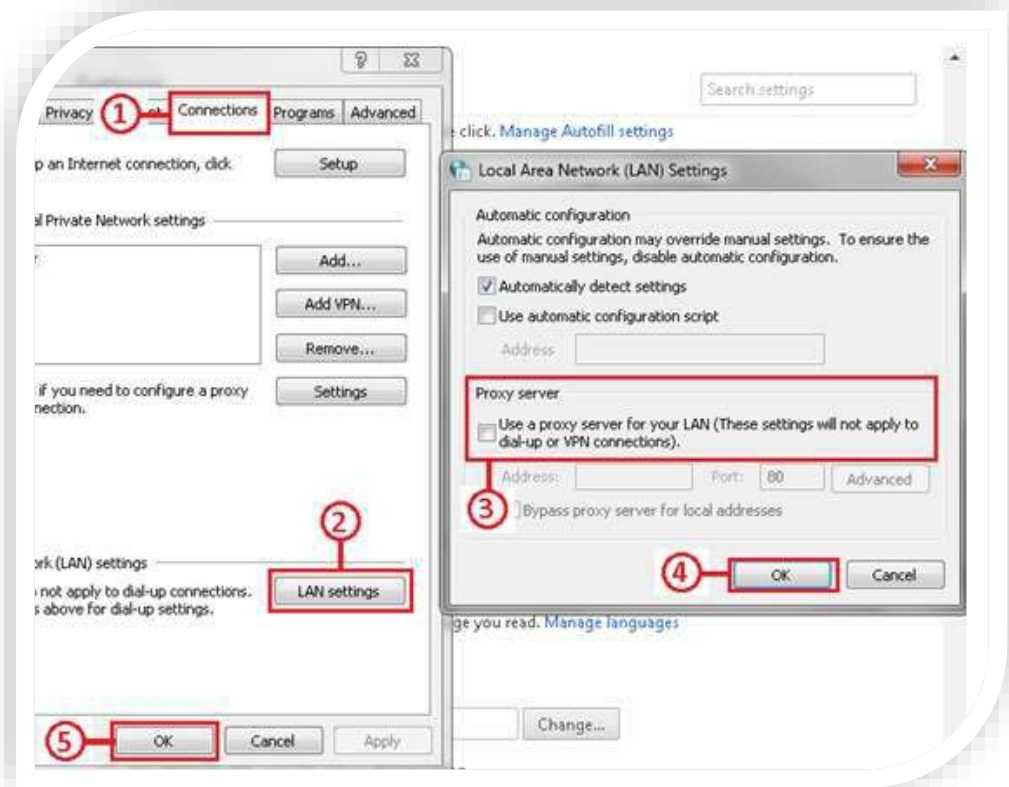 Search settings
Privacy
1
Connections
Programs
Advanced
click. Manage Autofill settings
p an Internet connection, click
Setup
Private Network settings
Add...
Add VPN...
Remove...
if you need to configure a proxy
Settings
2
(LAN) settings
not apply to dial-up connections.
s above for dial-up settings.
LAN settings
5
OK
Cancel
Apply
Local Area Network (LAN) Settings
Automatic configuration
Automatic configuration may override manual settings. To ensure the
use of manual settings, disable automatic configuration.
Automatically detect settings
Use automatic configuration script
Address
Proxy server
Use a proxy server for your LAN (These settings will not apply to
dial-up or VPN connections).
3
Address:
Port:
80
Advanced
Bypass proxy server for local addresses
4
OK
Cancel
ge you read. Manage languages
Change...